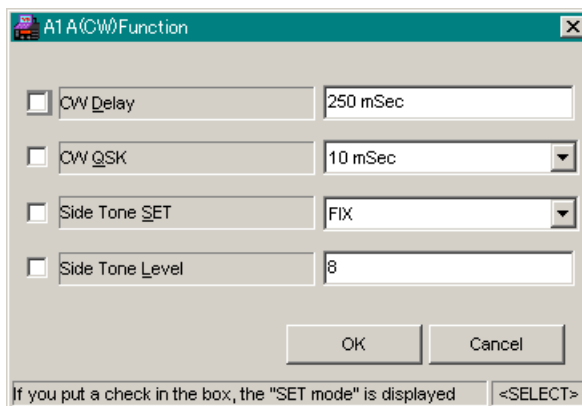 A1A(CW)Function
CW Delay 250 mSec
CW QSK 10 mSec
Side Tone SET FIX
Side Tone Level 8
OK Cancel
If you put a check in the box, the "SET mode" is displayed <SELECT>